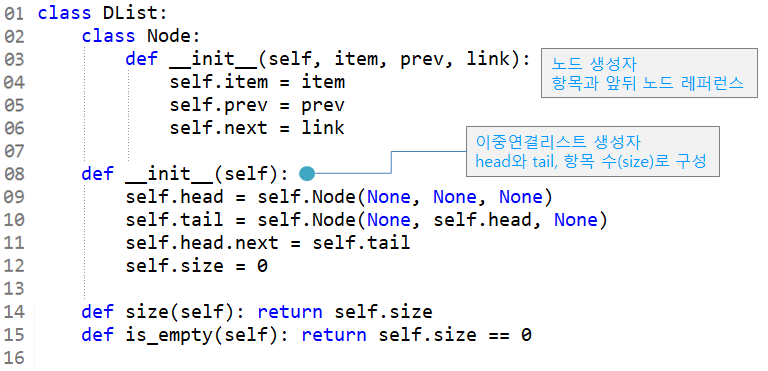 01 class DList:
02     class Node:
03         def __init__(self, item, prev, link):
04             self.item = item
05             self.prev = prev
06             self.next = link
07
08     def __init__(self):
09         self.head = self.Node(None, None, None)
10         self.tail = self.Node(None, self.head, None)
11         self.head.next = self.tail
12         self.size = 0
13
14     def size(self): return self.size
15     def is_empty(self): return self.size == 0
16
노드 생성자
항목과 앞뒤 노드 레퍼런스
이중연결리스트 생성자
head와 tail, 항목 수(size)로 구성